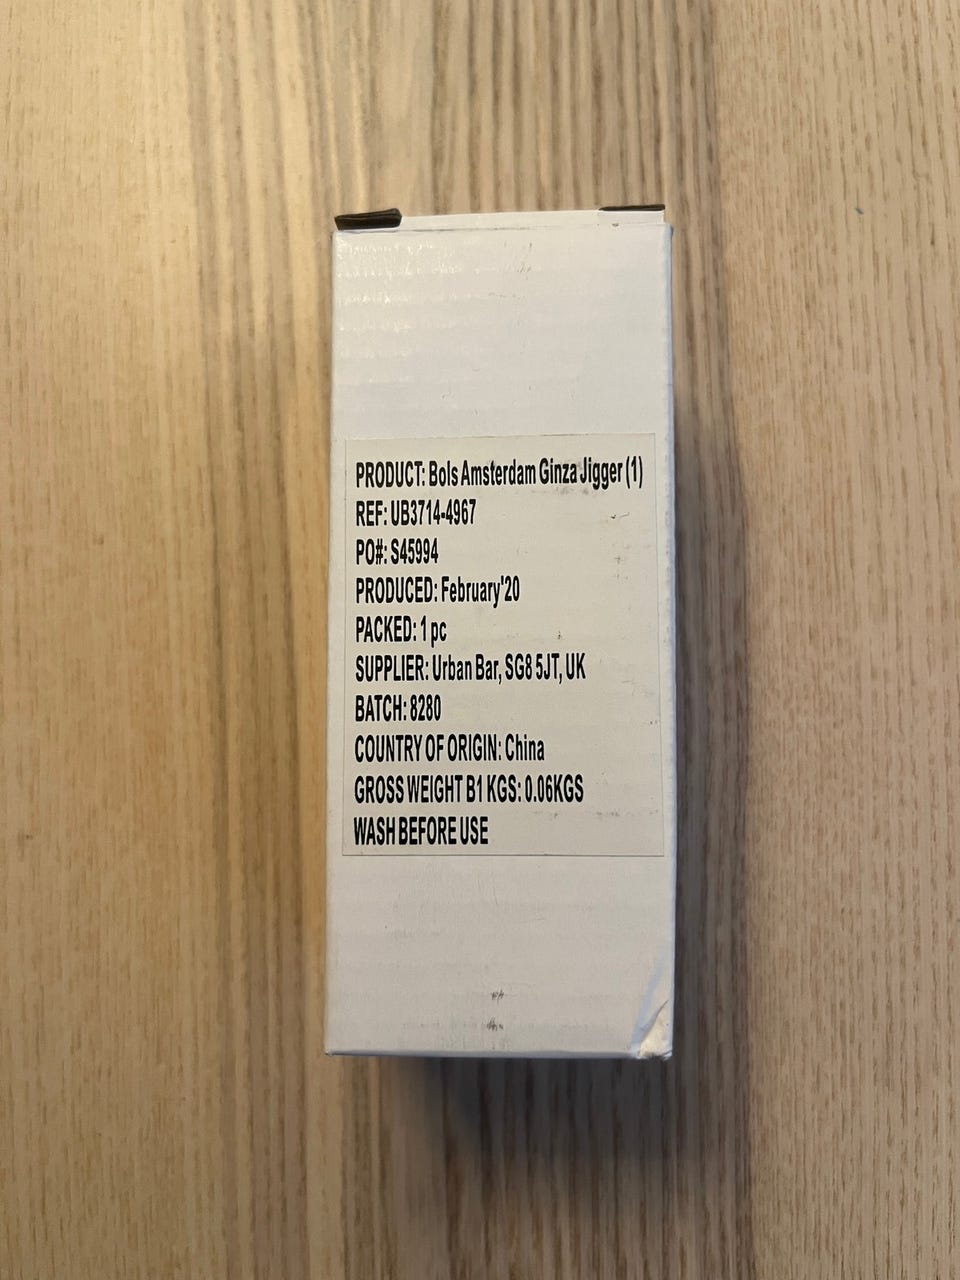 PRODUCT: Bols Amsterdam Ginza Jigger (1)
REF: UB3714-4967
PO#: S45994
PRODUCED: February'20
PACKED: 1 pc
SUPPLIER: Urban Bar, SG8 5JT, UK
BATCH: 8280
COUNTRY OF ORIGIN: China
GROSS WEIGHT B1 KGS: 0.06KGS
WASH BEFORE USE